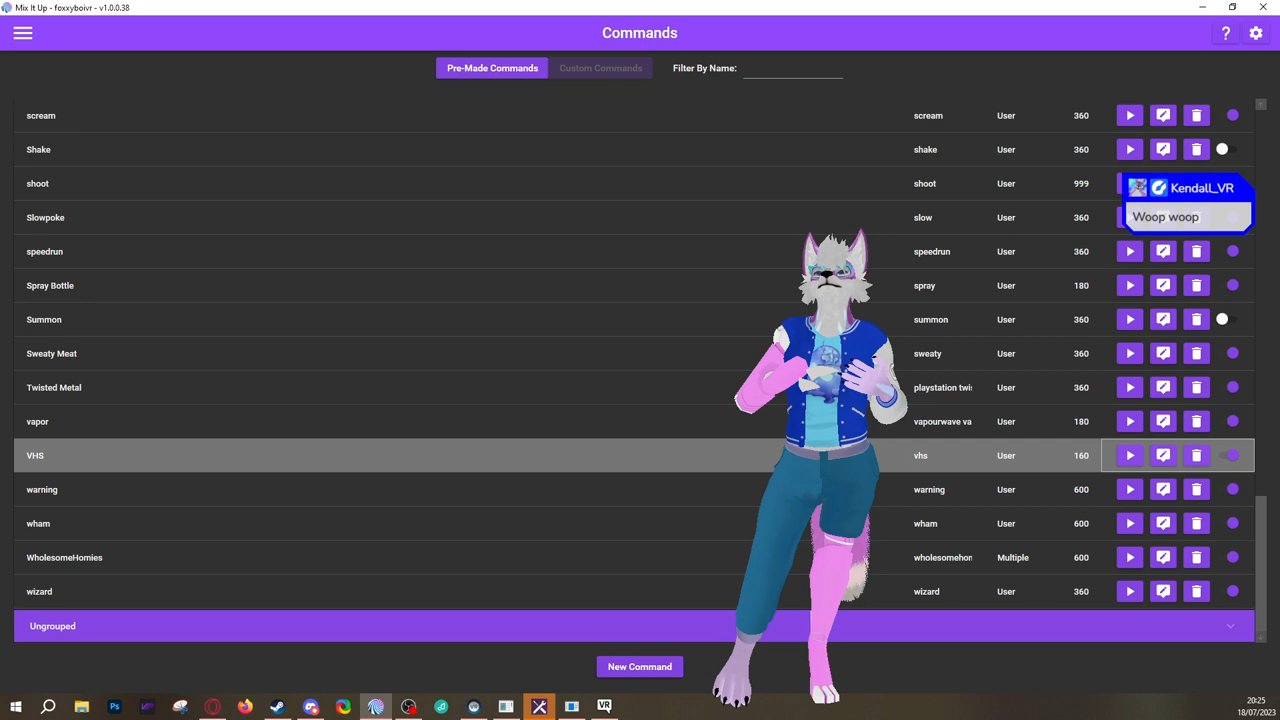 Mix It Up - foxxyboivr - v1.0.0.38
Commands
?
Pre-Made Commands Custom Commands Filter By Name:
scream scream User 360
Shake shake User 360
shoot shoot User 999
Kendall_VR
Woop woop
Slowpoke slow User 360
speedrun speedrun User 360
Spray Bottle spray User 180
Summon summon User 360
Sweaty Meat sweaty User 360
Twisted Metal playstation twi User 360
vapor vapourwave va User 180
VHS vhs User 160
warning warning User 600
wham wham User 600
WholesomeHomies wholesomehom Multiple 600
wizard wizard User 360
Ungrouped
New Command
Ps
VR
20:25
18/07/2023